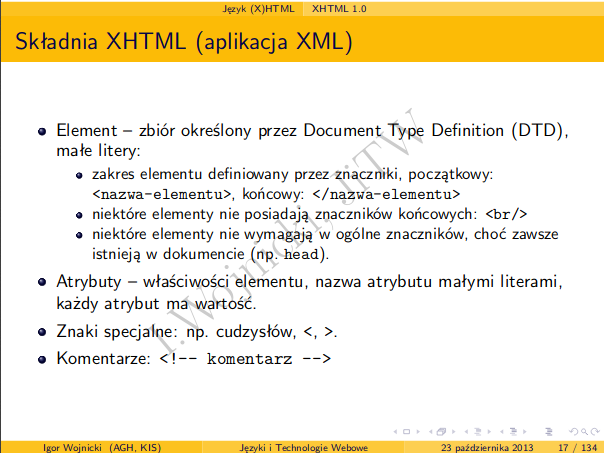 Język (X)HTML XHTML 1.0
Składnia XHTML (aplikacja XML)
Element – zbiór określony przez Document Type Definition (DTD),
małe litery:
zakres elementu definiowany przez znaczniki, początkowy:
<nazwa-elementu>, końcowy: </nazwa-elementu>
niektóre elementy nie posiadają znaczników końcowych: <br/>
niektóre elementy nie wymagają w ogólne znaczników, choć zawsze
istnieją w dokumencie (np. head).
Atrybuty – właściwości elementu, nazwa atrybutu małymi literami,
każdy atrybut ma wartość.
Znaki specjalne: np. cudzysłów, <, >.
Komentarze: <!-- komentarz -->
I.Wojnicki, JiTW
Igor Wojnicki (AGH, KIS) Języki i Technologie Webowe 23 października 2013 17 / 134